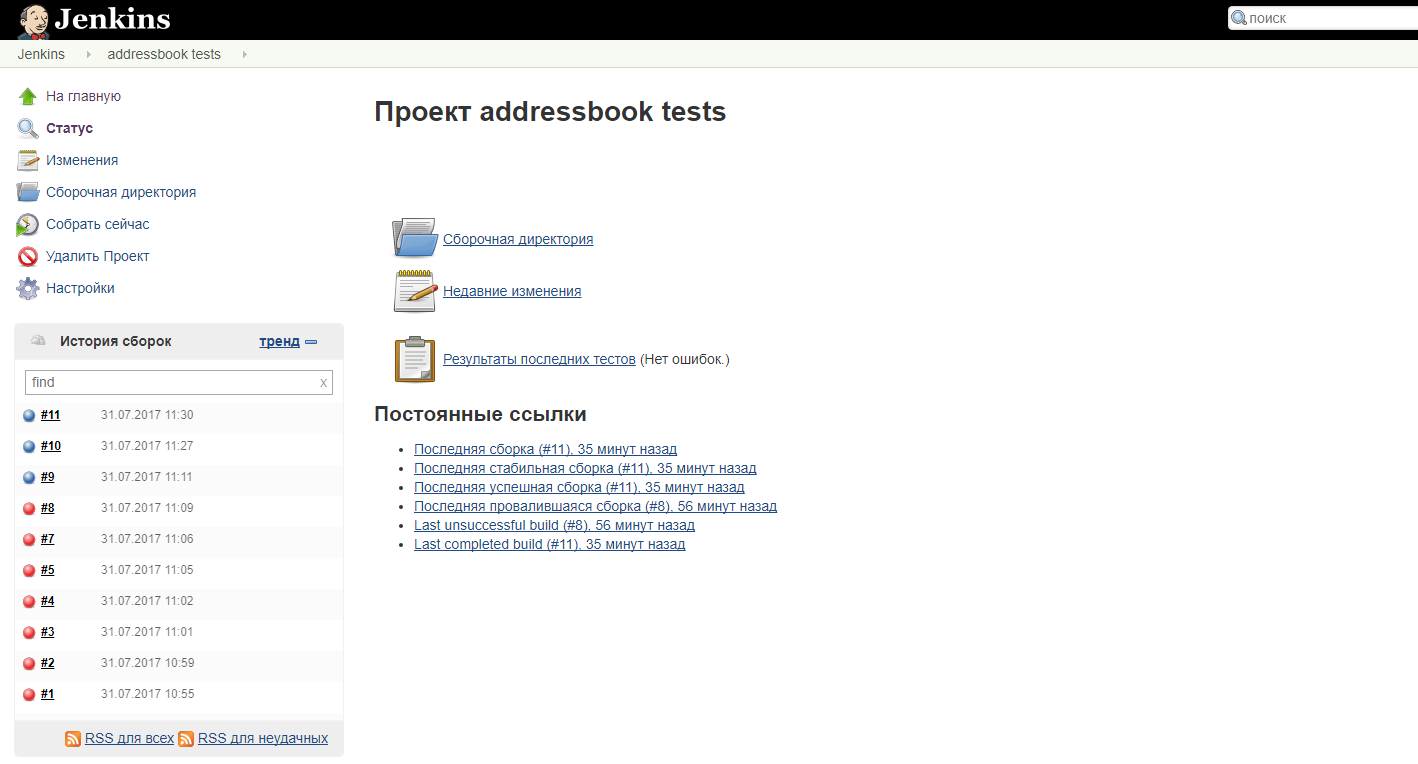 Jenkins
поиск
Jenkins addressbook tests
На главную
Статус
Изменения
Сборочная директория
Собрать сейчас
Удалить Проект
Настройки
История сборок тренд
find x
#11 31.07.2017 11:30
#10 31.07.2017 11:27
#9 31.07.2017 11:11
#8 31.07.2017 11:09
#7 31.07.2017 11:06
#5 31.07.2017 11:05
#4 31.07.2017 11:02
#3 31.07.2017 11:01
#2 31.07.2017 10:59
#1 31.07.2017 10:55
RSS для всех RSS для неудачных
Проект addressbook tests
Сборочная директория
Недавние изменения
Результаты последних тестов (Нет ошибок.)
Постоянные ссылки
Последняя сборка (#11), 35 минут назад
Последняя стабильная сборка (#11), 35 минут назад
Последняя успешная сборка (#11), 35 минут назад
Последняя провалившаяся сборка (#8), 56 минут назад
Last unsuccessful build (#8), 56 минут назад
Last completed build (#11), 35 минут назад